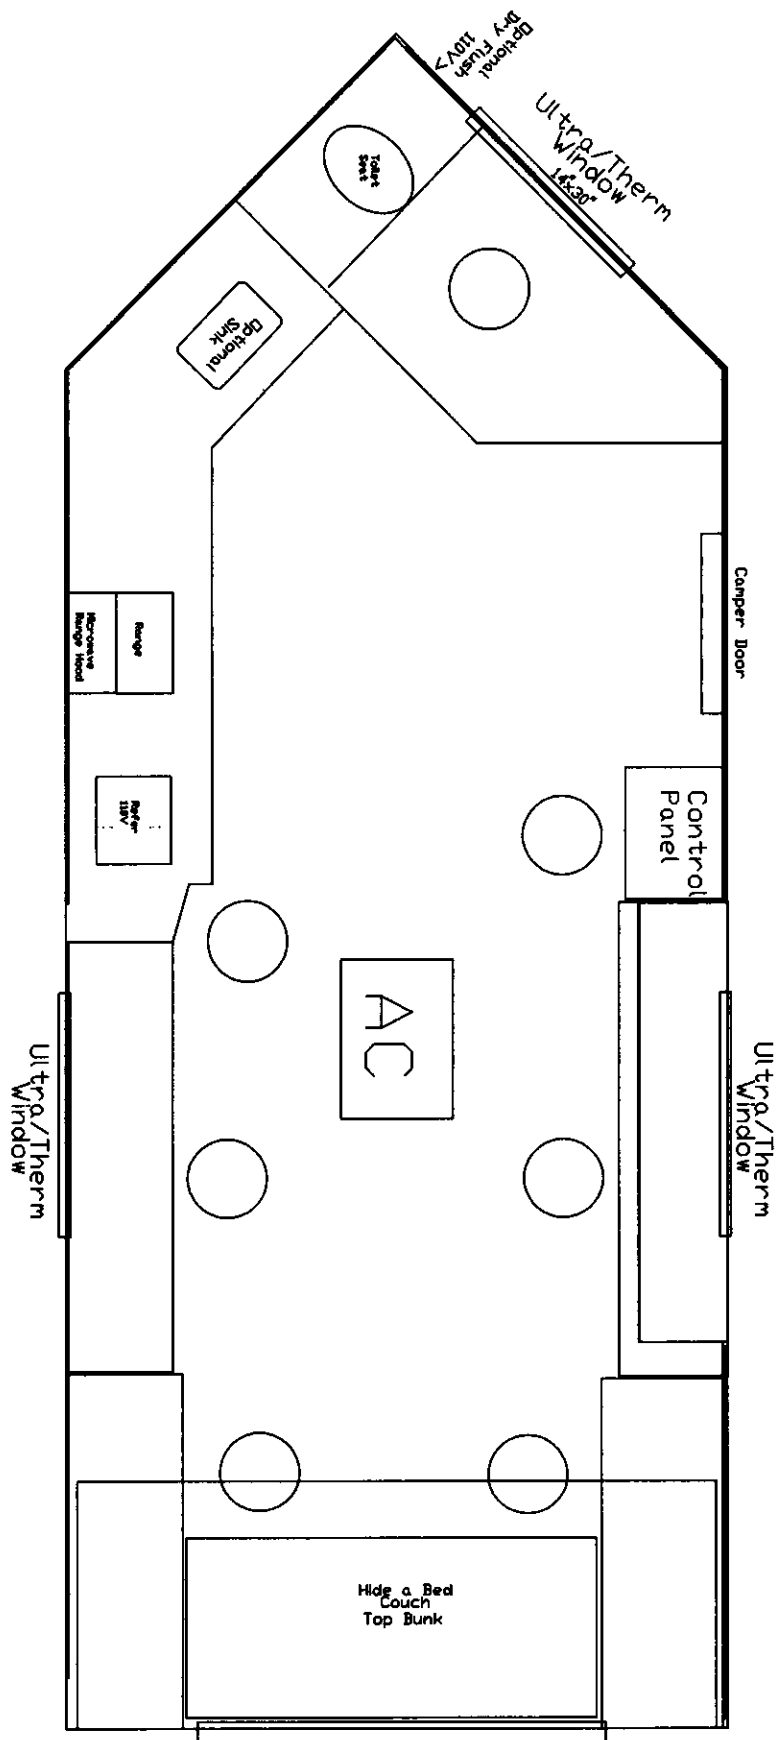 Optional
Dry Flush
110V>
Ultra/Therm
Window
14"x30"
Toilet
Seat
Optional
Sink
Camper Door
Range
Microwave
Range Hood
Control
Panel
Refer
110V
AC
Ultra/Therm
Window
Ultra/Therm
Window
Hide a Bed
Couch
Top Bunk